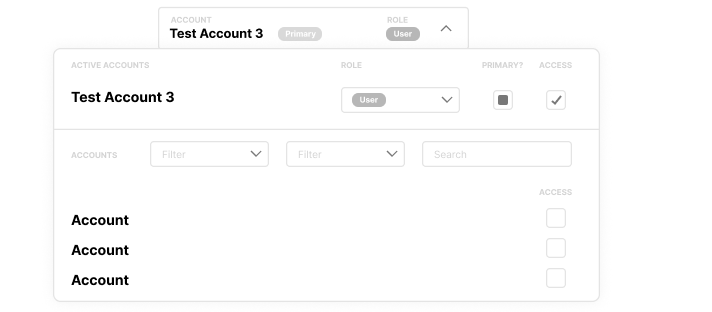 ACCOUNT ROLE
Test Account 3 Primary User
ACTIVE ACCOUNTS ROLE PRIMARY? ACCESS
Test Account 3 User
ACCOUNTS Filter Filter Search
ACCESS
Account
Account
Account